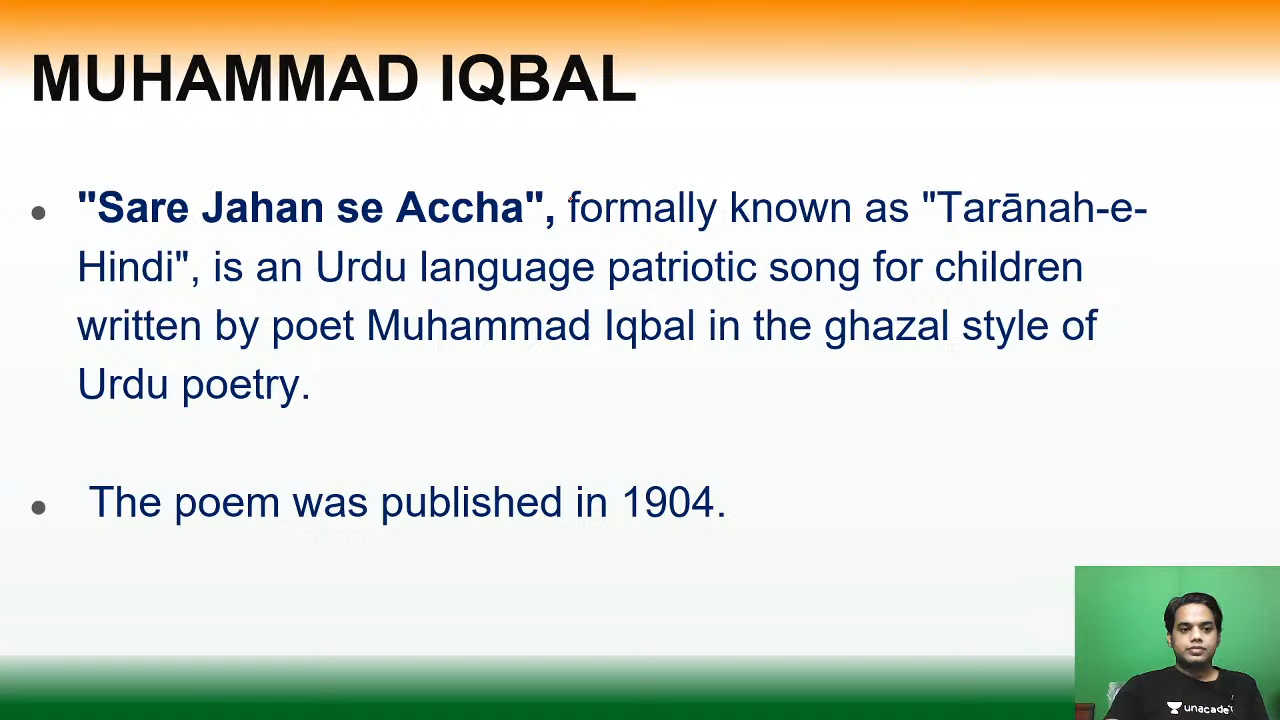 MUHAMMAD IQBAL
"Sare Jahan se Accha", formally known as "Tarānah-e-
Hindi", is an Urdu language patriotic song for children
written by poet Muhammad Iqbal in the ghazal style of
Urdu poetry.
The poem was published in 1904.